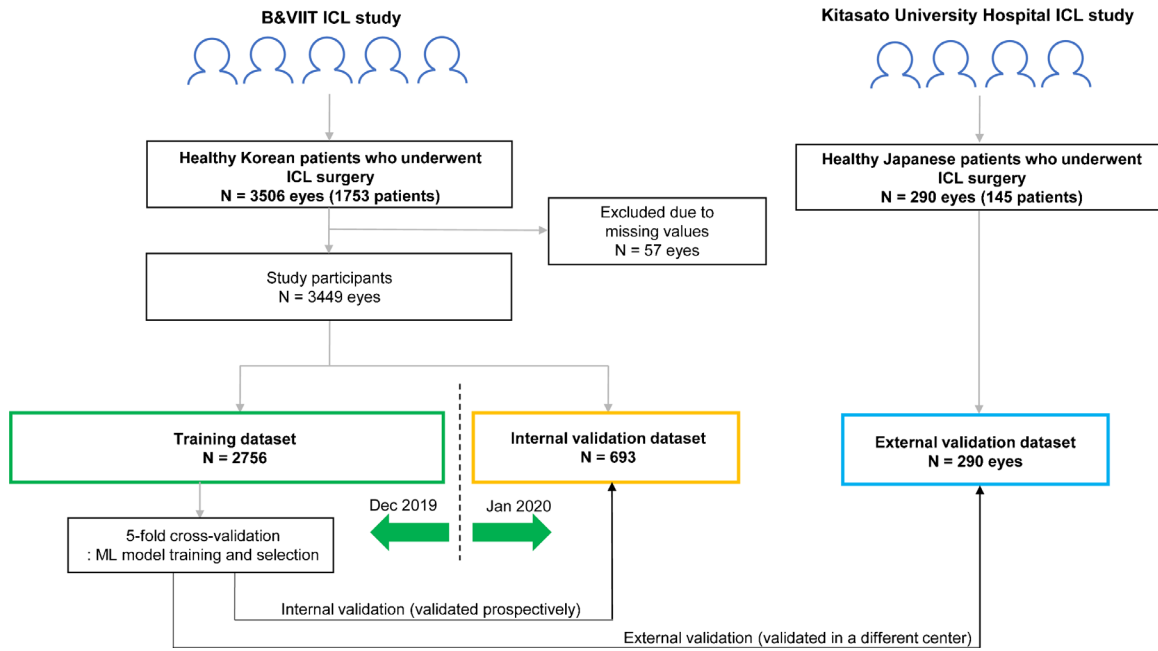 B&VIIT ICL study
Kitasato University Hospital ICL study
Healthy Korean patients who underwent
ICL surgery
N = 3506 eyes (1753 patients)
Healthy Japanese patients who underwent
ICL surgery
N = 290 eyes (145 patients)
Excluded due to
missing values
N = 57 eyes
Study participants
N = 3449 eyes
Training dataset
N = 2756
Internal validation dataset
N = 693
External validation dataset
N = 290 eyes
Dec 2019
Jan 2020
5-fold cross-validation
: ML model training and selection
Internal validation (validated prospectively)
External validation (validated in a different center)